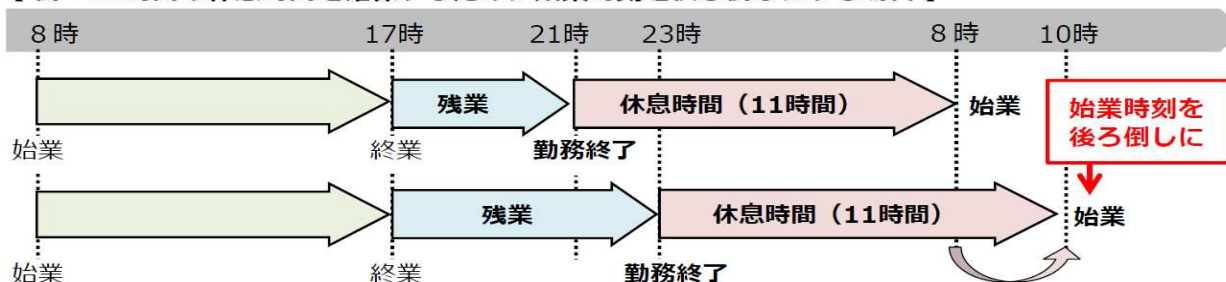 8時 17時 21時 23時 8時 10時
残業 休息時間（11時間） 始業
始業時刻を
後ろ倒しに
始業 終業 勤務終了
残業 休息時間（11時間） 始業
始業 終業 勤務終了